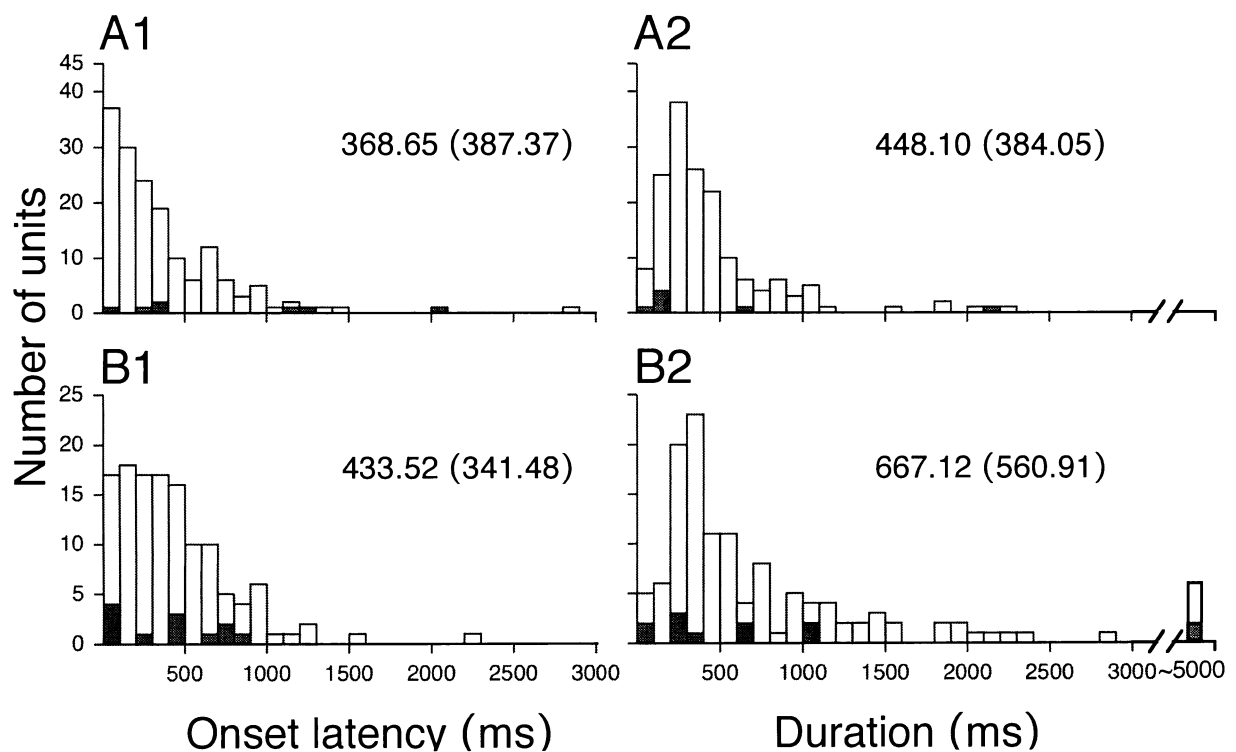 A1
A2
45
40
30
20
10
0
368.65 (387.37)
448.10 (384.05)
Number of units
B1
B2
25
20
15
10
5
0
433.52 (341.48)
667.12 (560.91)
500 1000 1500 2000 2500 3000
500 1000 1500 2000 2500 3000~5000
Onset latency (ms)
Duration (ms)